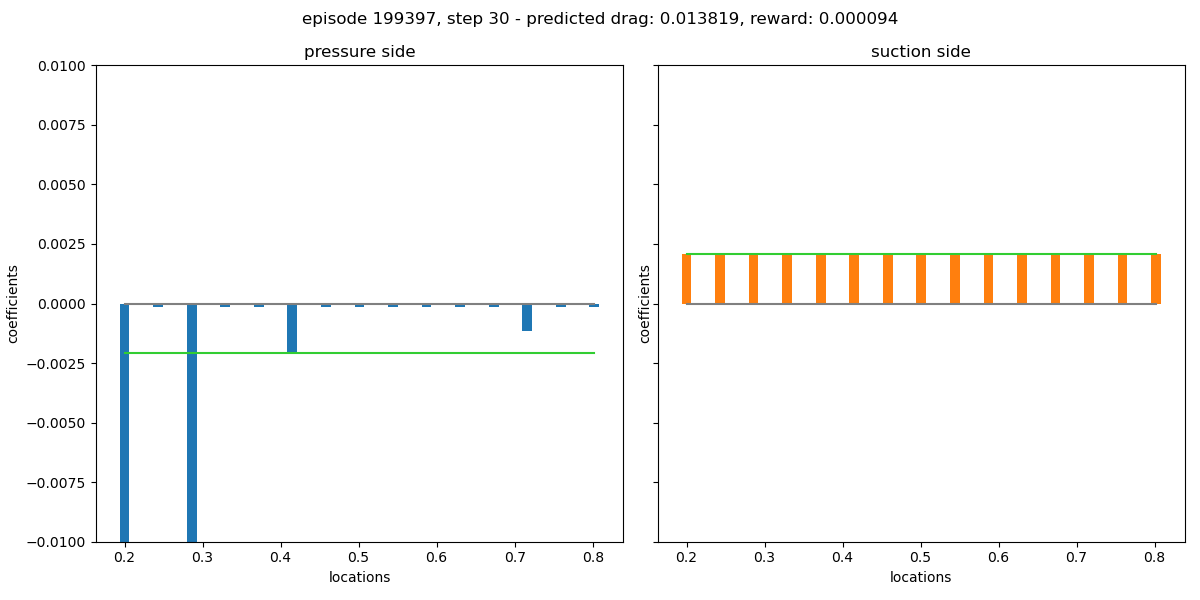 episode 199397, step 30 - predicted drag: 0.013819, reward: 0.000094
pressure side
suction side
0.0100
0.0075
0.0050
0.0025
0.0000
−0.0025
−0.0050
−0.0075
−0.0100
coefficients
coefficients
0.2 0.3 0.4 0.5 0.6 0.7 0.8
0.2 0.3 0.4 0.5 0.6 0.7 0.8
locations
locations